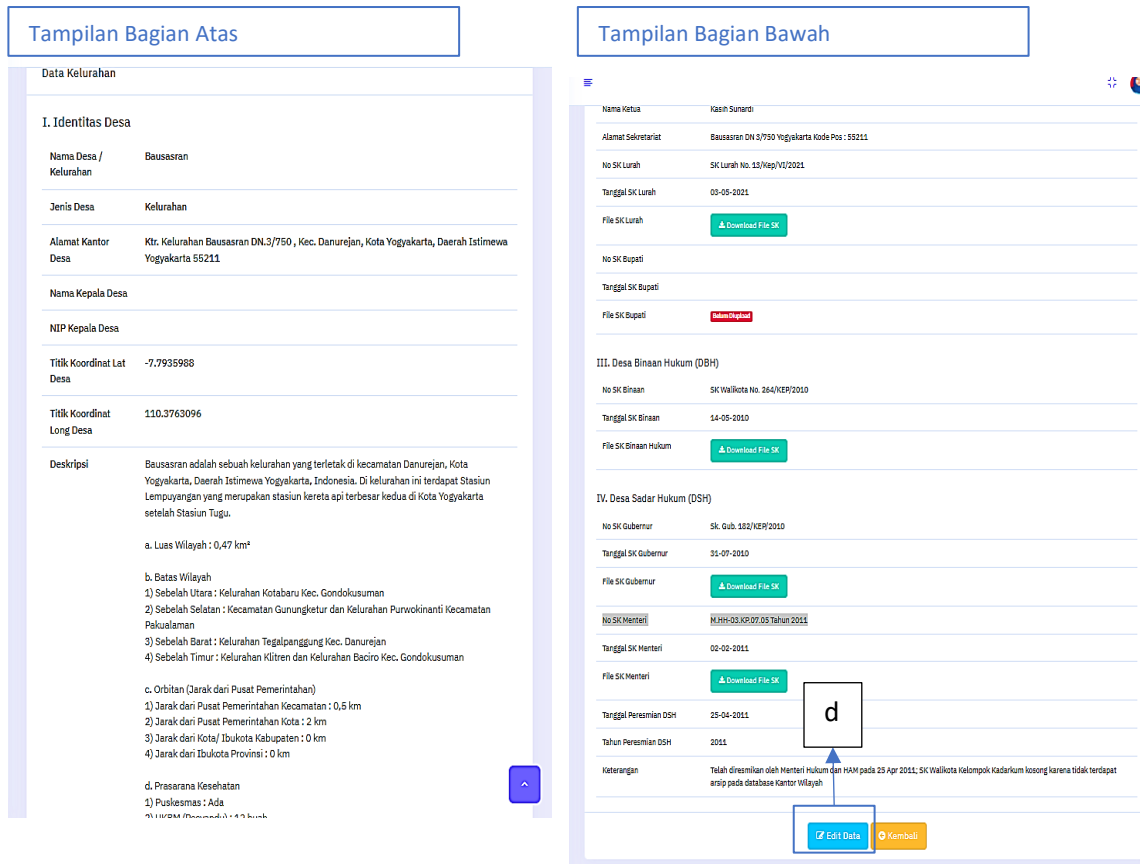 Tampilan Bagian Atas
Data Kelurahan
I. Identitas Desa
Nama Desa / Kelurahan Bausasran
Jenis Desa Kelurahan
Alamat Kantor Desa Ktr. Kelurahan Bausasran DN.3/750 , Kec. Danurejan, Kota Yogyakarta, Daerah Istimewa
Yogyakarta 55211
Nama Kepala Desa
NIP Kepala Desa
Titik Koordinat Lat Desa -7.7935988
Titik Koordinat Long Desa 110.3763096
Deskripsi Bausasran adalah sebuah kelurahan yang terletak di kecamatan Danurejan, Kota
Yogyakarta, Daerah Istimewa Yogyakarta, Indonesia. Di kelurahan ini terdapat Stasiun
Lempuyangan yang merupakan stasiun kereta api terbesar kedua di Kota Yogyakarta
setelah Stasiun Tugu.
a. Luas Wilayah : 0,47 km²
b. Batas Wilayah
1) Sebelah Utara : Kelurahan Kotabaru Kec. Gondokusuman
2) Sebelah Selatan : Kecamatan Gunungketur dan Kelurahan Purwokinanti Kecamatan
Pakualaman
3) Sebelah Barat : Kelurahan Tegalpanggung Kec. Danurejan
4) Sebelah Timur : Kelurahan Klitren dan Kelurahan Baciro Kec. Gondokusuman
c. Orbitan (Jarak dari Pusat Pemerintahan)
1) Jarak dari Pusat Pemerintahan Kecamatan : 0,5 km
2) Jarak dari Pusat Pemerintahan Kota : 2 km
3) Jarak dari Kota/ Ibukota Kabupaten : 0 km
4) Jarak dari Ibukota Provinsi : 0 km
d. Prasarana Kesehatan
1) Puskesmas : Ada
2) UKBM (Posyandu) : 12 buah
Tampilan Bagian Bawah
Nama Ketua Kasih Sunardi
Alamat Sekretariat Bausasran DN 3/750 Yogyakarta Kode Pos : 55211
No SK Lurah SK Lurah No. 13/Kep/VI/2021
Tanggal SK Lurah 03-05-2021
File SK Lurah Download File SK
No SK Bupati
Tanggal SK Bupati
File SK Bupati Belum Diupload
III. Desa Binaan Hukum (DBH)
No SK Binaan SK Walikota No. 264/KEP/2010
Tanggal SK Binaan 14-05-2010
File SK Binaan Hukum Download File SK
IV. Desa Sadar Hukum (DSH)
No SK Gubernur Sk. Gub. 182/KEP/2010
Tanggal SK Gubernur 31-07-2010
File SK Gubernur Download File SK
No SK Menteri M.HH-03.KP.07.05 Tahun 2011
Tanggal SK Menteri 02-02-2011
File SK Menteri Download File SK
Tanggal Peresmian DSH 25-04-2011
d
Tahun Peresmian DSH 2011
Keterangan Telah diresmikan oleh Menteri Hukum dan HAM pada 25 Apr 2011; SK Walikota Kelompok Kadarkum kosong karena tidak terdapat
arsip pada database Kantor Wilayah
Edit Data Kembali